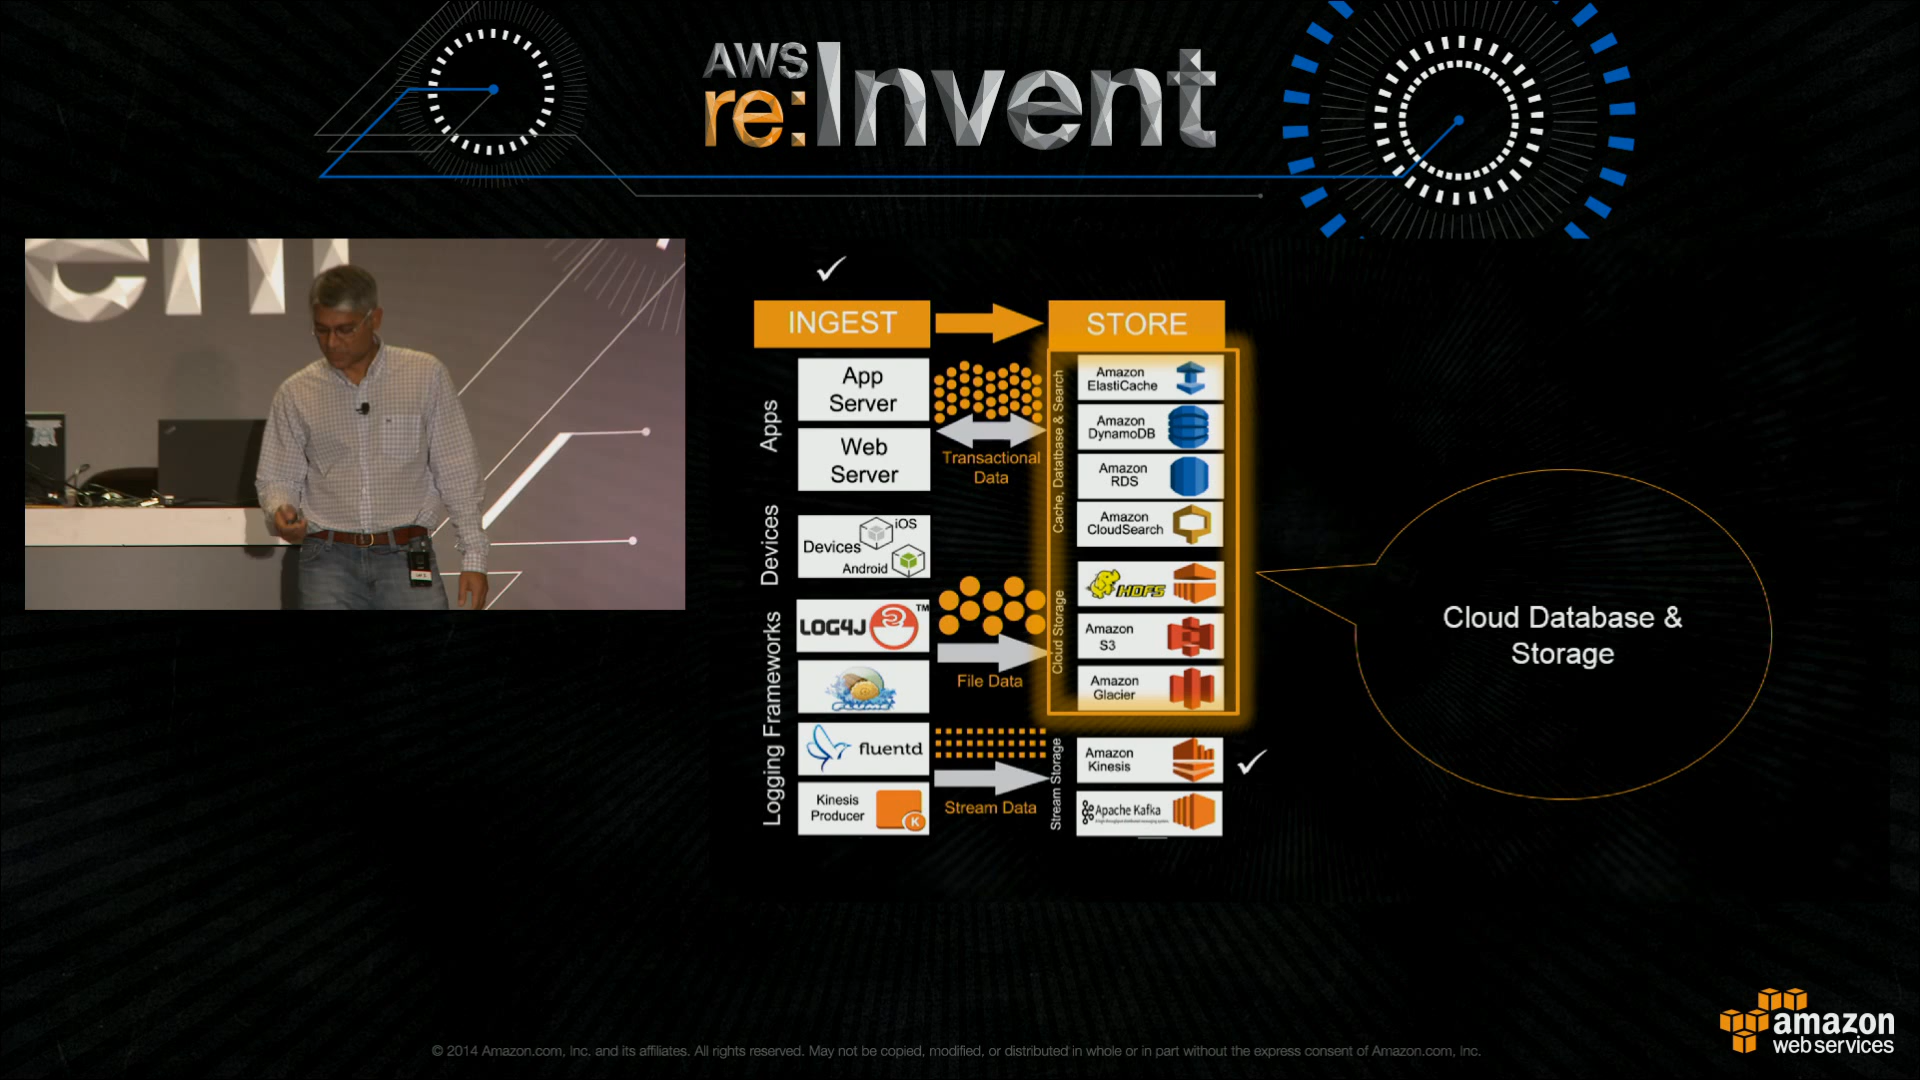 AWS
re:Invent
INGEST
STORE
Apps
App
Server
Web
Server
Transactional
Data
Cache, Datatbase & Search
Amazon
ElastiCache
Amazon
DynamoDB
Amazon
RDS
Amazon
CloudSearch
Devices
Devices
iOS
Android
Logging Frameworks
LOG4J
TM
fluentd
Kinesis
Producer
K
File Data
Stream Data
Cloud Storage
HDFS
Amazon
S3
Amazon
Glacier
Stream Storage
Amazon
Kinesis
Apache Kafka
Cloud Database &
Storage
amazon
web services
© 2014 Amazon.com, Inc. and its affiliates. All rights reserved. May not be copied, modified, or distributed in whole or in part without the express consent of Amazon.com, Inc.